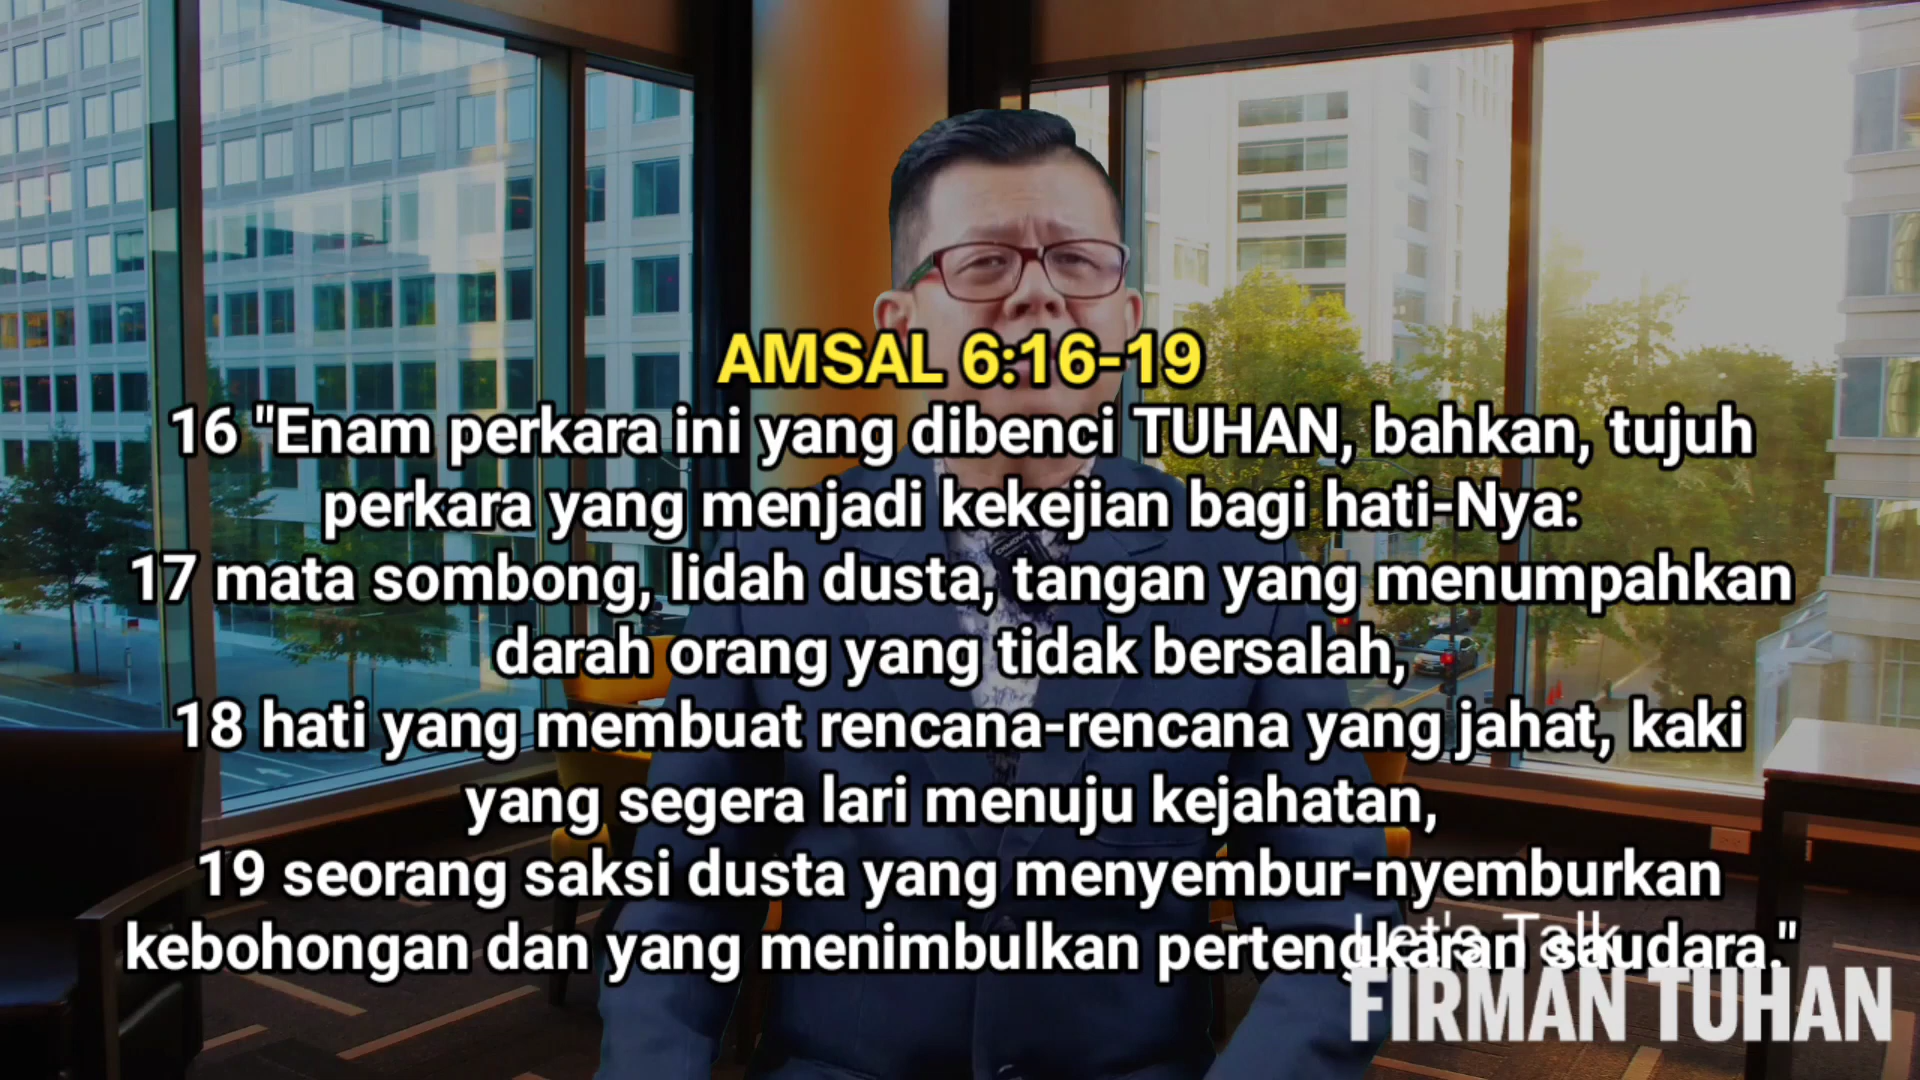 AMSAL 6:16-19
16 "Enam perkara ini yang dibenci TUHAN, bahkan, tujuh
perkara yang menjadi kekejian bagi hati-Nya:
17 mata sombong, lidah dusta, tangan yang menumpahkan
darah orang yang tidak bersalah,
18 hati yang membuat rencana-rencana yang jahat, kaki
yang segera lari menuju kejahatan,
19 seorang saksi dusta yang menyembur-nyemburkan
kebohongan dan yang menimbulkan pertengkaran saudara."
Let's Talk
FIRMAN TUHAN